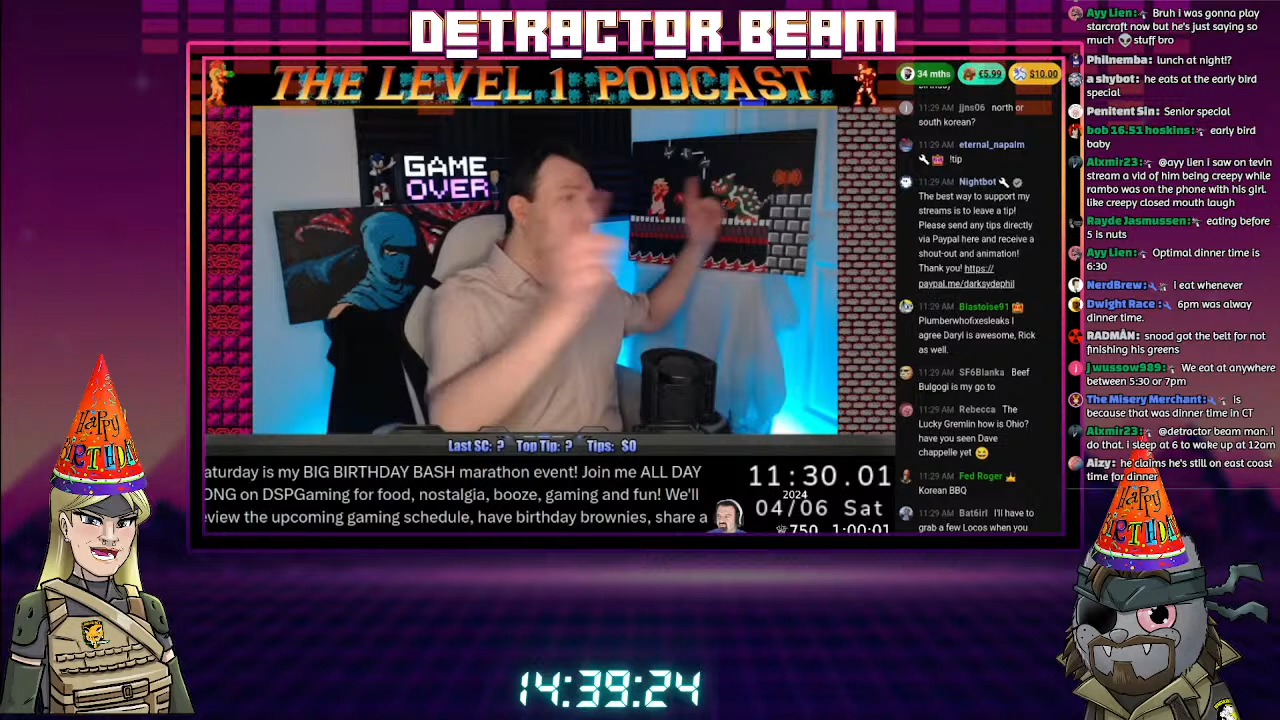 DETRACTOR BEAM
THE LEVEL 1 PODCAST
GAME
OVER
Last SC: ? Top Tip: ? Tips: $0
aturday is my BIG BIRTHDAY BASH marathon event! Join me ALL DAY
ONG on DSPGaming for food, nostalgia, booze, gaming and fun! We'll
eview the upcoming gaming schedule, have birthday brownies, share a
11:30.01
2024
04/06 Sat
750 1:00:01
34 mths
€5.99
$10.00
11:29 AM jjns06 north or
south korean?
11:29 AM eternal_napalm
!tip
11:29 AM Nightbot
The best way to support my
streams is to leave a tip!
Please send any tips directly
via Paypal here and receive a
shout-out and animation!
Thank you! https://
paypal.me/darksydephil
11:29 AM Blastoise91
Plumberwhofixesleaks I
agree Daryl is awesome, Rick
as well.
11:29 AM SF6Blanka Beef
Bulgogi is my go to
11:29 AM Rebecca The
Lucky Gremlin how is Ohio?
have you seen Dave
chappelle yet
11:29 AM Fed Roger
Korean BBQ
11:29 AM Bat6irl I'll have to
grab a few Locos when you
Ayy Lien: Bruh I was gonna play
starcraft now but he's just saying so
much stuff bro
Philnemba: lunch at night!?
a shybot: he eats at the early bird
special
Penitent Sin: Senior special
bob 16.51 hoskins: early bird
baby
Alxmir23: @ayy lien I saw on tevin
stream a vid of him being creepy while
rambo was on the phone with his girl.
like creepy closed mouth laugh
Rayde Jasmussen: eating before
5 is nuts
Ayy Lien: Optimal dinner time is
6:30
NerdBrew: I eat whenever
Dwight Race: 6pm was alway
dinner time.
RADMÁN: snood got the belt for not
finishing his greens
j wussow989: We eat at anywhere
between 5:30 or 7pm
The Misery Merchant: is
because that was dinner time in CT
Alxmir23: @detractor beam man. i
do that. i sleep at 6 to wake up at 12am
Aizy: he claims he's still on east coast
time for dinner
HAPPY
BIRTHDAY
HAPPY
BIRTHDAY
14:39:24